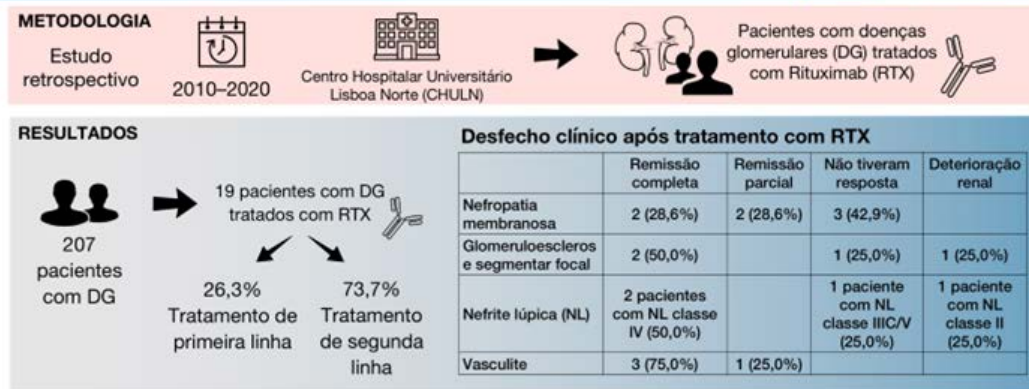 METODOLOGIA
Estudo
retrospectivo
2010–2020
Centro Hospitalar Universitário
Lisboa Norte (CHULN)
Pacientes com doenças
glomerulares (DG) tratados
com Rituximab (RTX)
RESULTADOS
207
pacientes
com DG
19 pacientes com DG
tratados com RTX
26,3%
Tratamento de
primeira linha
73,7%
Tratamento
de segunda
linha
Desfecho clínico após tratamento com RTX
Remissão
completa
Remissão
parcial
Não tiveram
resposta
Deterioração
renal
Nefropatia
membranosa
2 (28,6%)
2 (28,6%)
3 (42,9%)
Glomeruloescleros
e segmentar focal
2 (50,0%)
1 (25,0%)
1 (25,0%)
Nefrite lúpica (NL)
2 pacientes
com NL classe
IV (50,0%)
1 paciente
com NL
classe IIIC/V
(25,0%)
1 paciente
com NL
classe II
(25,0%)
Vasculite
3 (75,0%)
1 (25,0%)